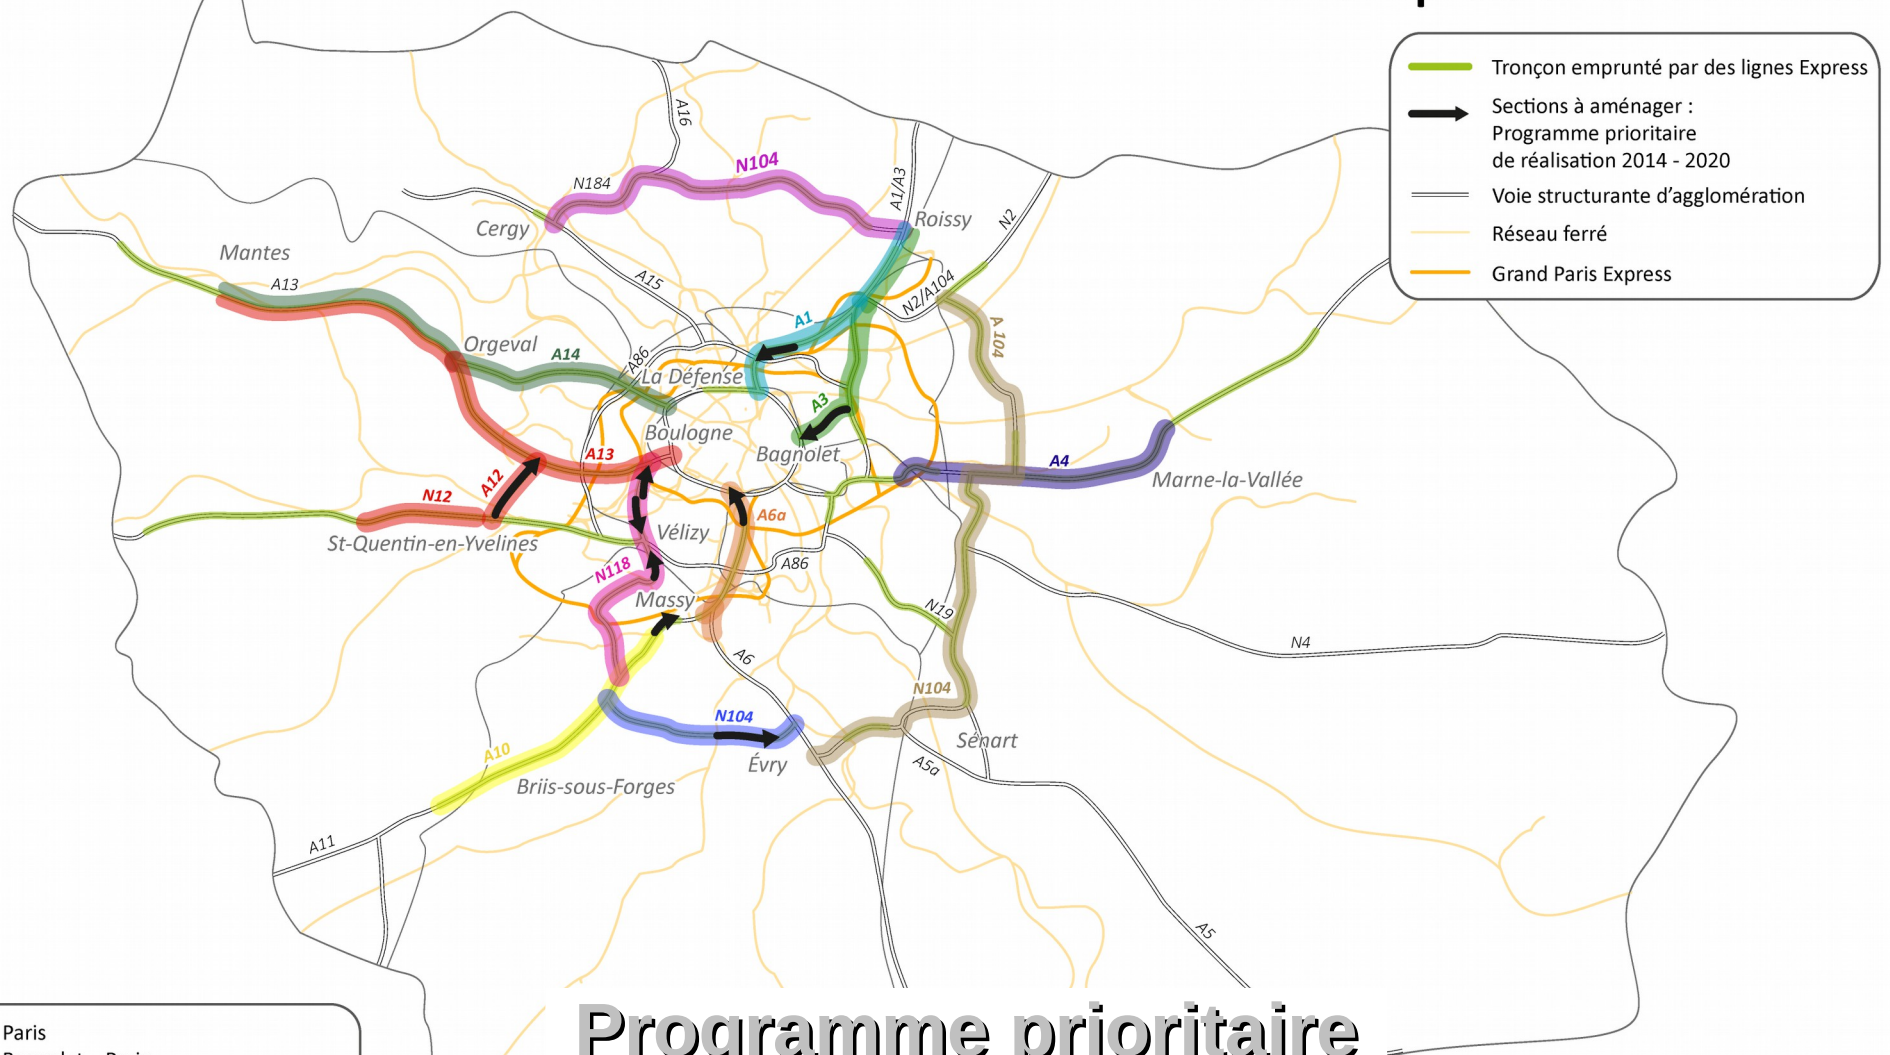 Tronçon emprunté par des lignes Express
Sections à aménager :
Programme prioritaire
de réalisation 2014 - 2020
Voie structurante d'agglomération
Réseau ferré
Grand Paris Express
A16
N104
N184
A1/A3
Cergy
Roissy
N2
Mantes
A13
A15
N2/A104
A1
A 104
Orgeval
A14
A86
La Défense
A3
Boulogne
Bagnolet
A13
A4
Marne-la-Vallée
A12
N12
A6a
St-Quentin-en-Yvelines
Vélizy
A86
N118
Massy
N19
N4
A6
N104
N104
Sénart
A10
Évry
A5a
Briis-sous-Forges
A11
A5
Programme prioritaire
Paris